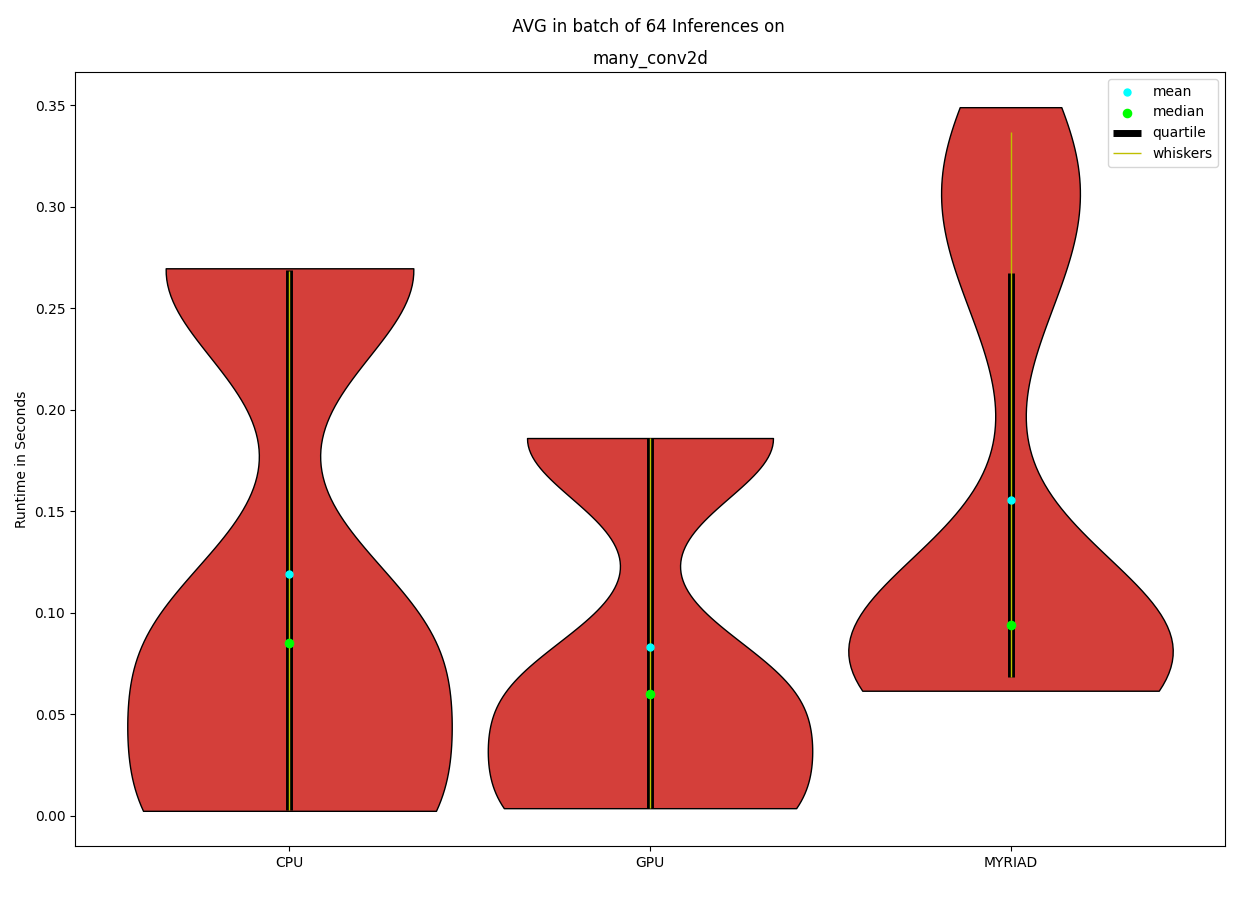 AVG in batch of 64 Inferences on
many_conv2d
mean
median
quartile
whiskers
Runtime in Seconds
0.35
0.30
0.25
0.20
0.15
0.10
0.05
0.00
CPU
GPU
MYRIAD